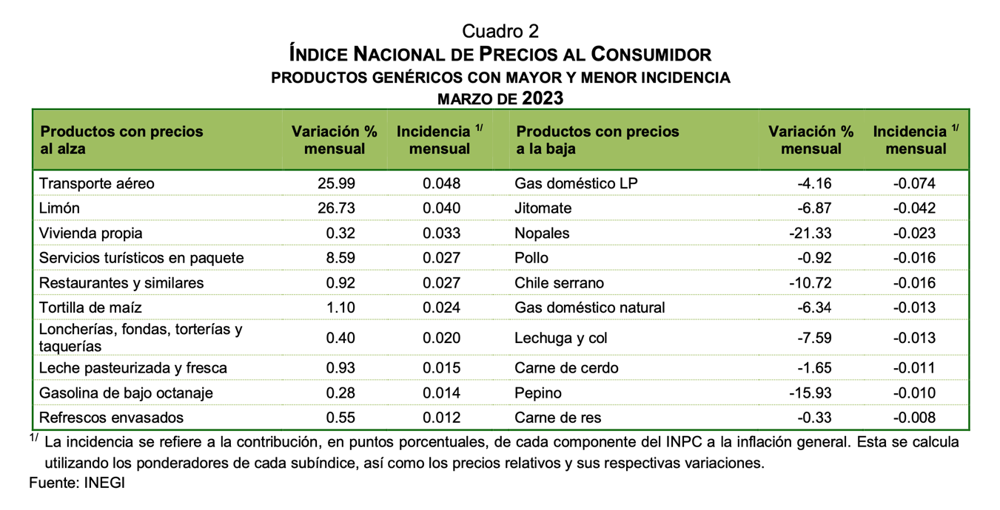 Cuadro 2
ÍNDICE NACIONAL DE PRECIOS AL CONSUMIDOR
PRODUCTOS GENÉRICOS CON MAYOR Y MENOR INCIDENCIA
MARZO DE 2023
Productos con precios al alza Variación % mensual Incidencia 1/ mensual Productos con precios a la baja Variación % mensual Incidencia 1/ mensual
Transporte aéreo 25.99 0.048 Gas doméstico LP -4.16 -0.074
Limón 26.73 0.040 Jitomate -6.87 -0.042
Vivienda propia 0.32 0.033 Nopales -21.33 -0.023
Servicios turísticos en paquete 8.59 0.027 Pollo -0.92 -0.016
Restaurantes y similares 0.92 0.027 Chile serrano -10.72 -0.016
Tortilla de maíz 1.10 0.024 Gas doméstico natural -6.34 -0.013
Loncherías, fondas, torterías y taquerías 0.40 0.020 Lechuga y col -7.59 -0.013
Leche pasteurizada y fresca 0.93 0.015 Carne de cerdo -1.65 -0.011
Gasolina de bajo octanaje 0.28 0.014 Pepino -15.93 -0.010
Refrescos envasados 0.55 0.012 Carne de res -0.33 -0.008
1/ La incidencia se refiere a la contribución, en puntos porcentuales, de cada componente del INPC a la inflación general. Esta se calcula
utilizando los ponderadores de cada subíndice, así como los precios relativos y sus respectivas variaciones.
Fuente: INEGI